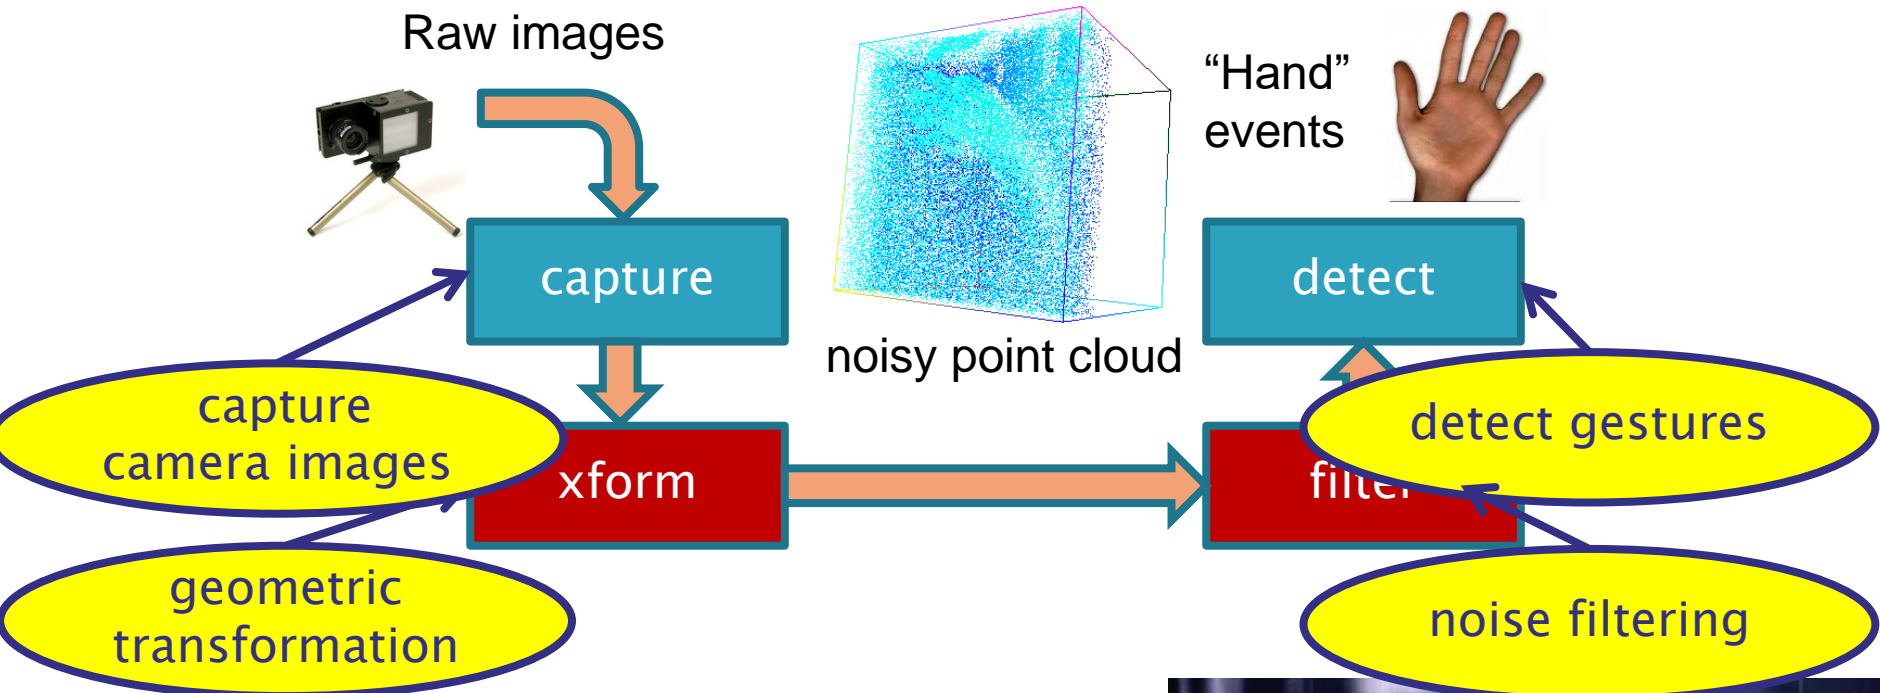 Raw images
“Hand”
events
capture
detect
noisy point cloud
capture
camera images
detect gestures
xform
filter
geometric
transformation
noise filtering